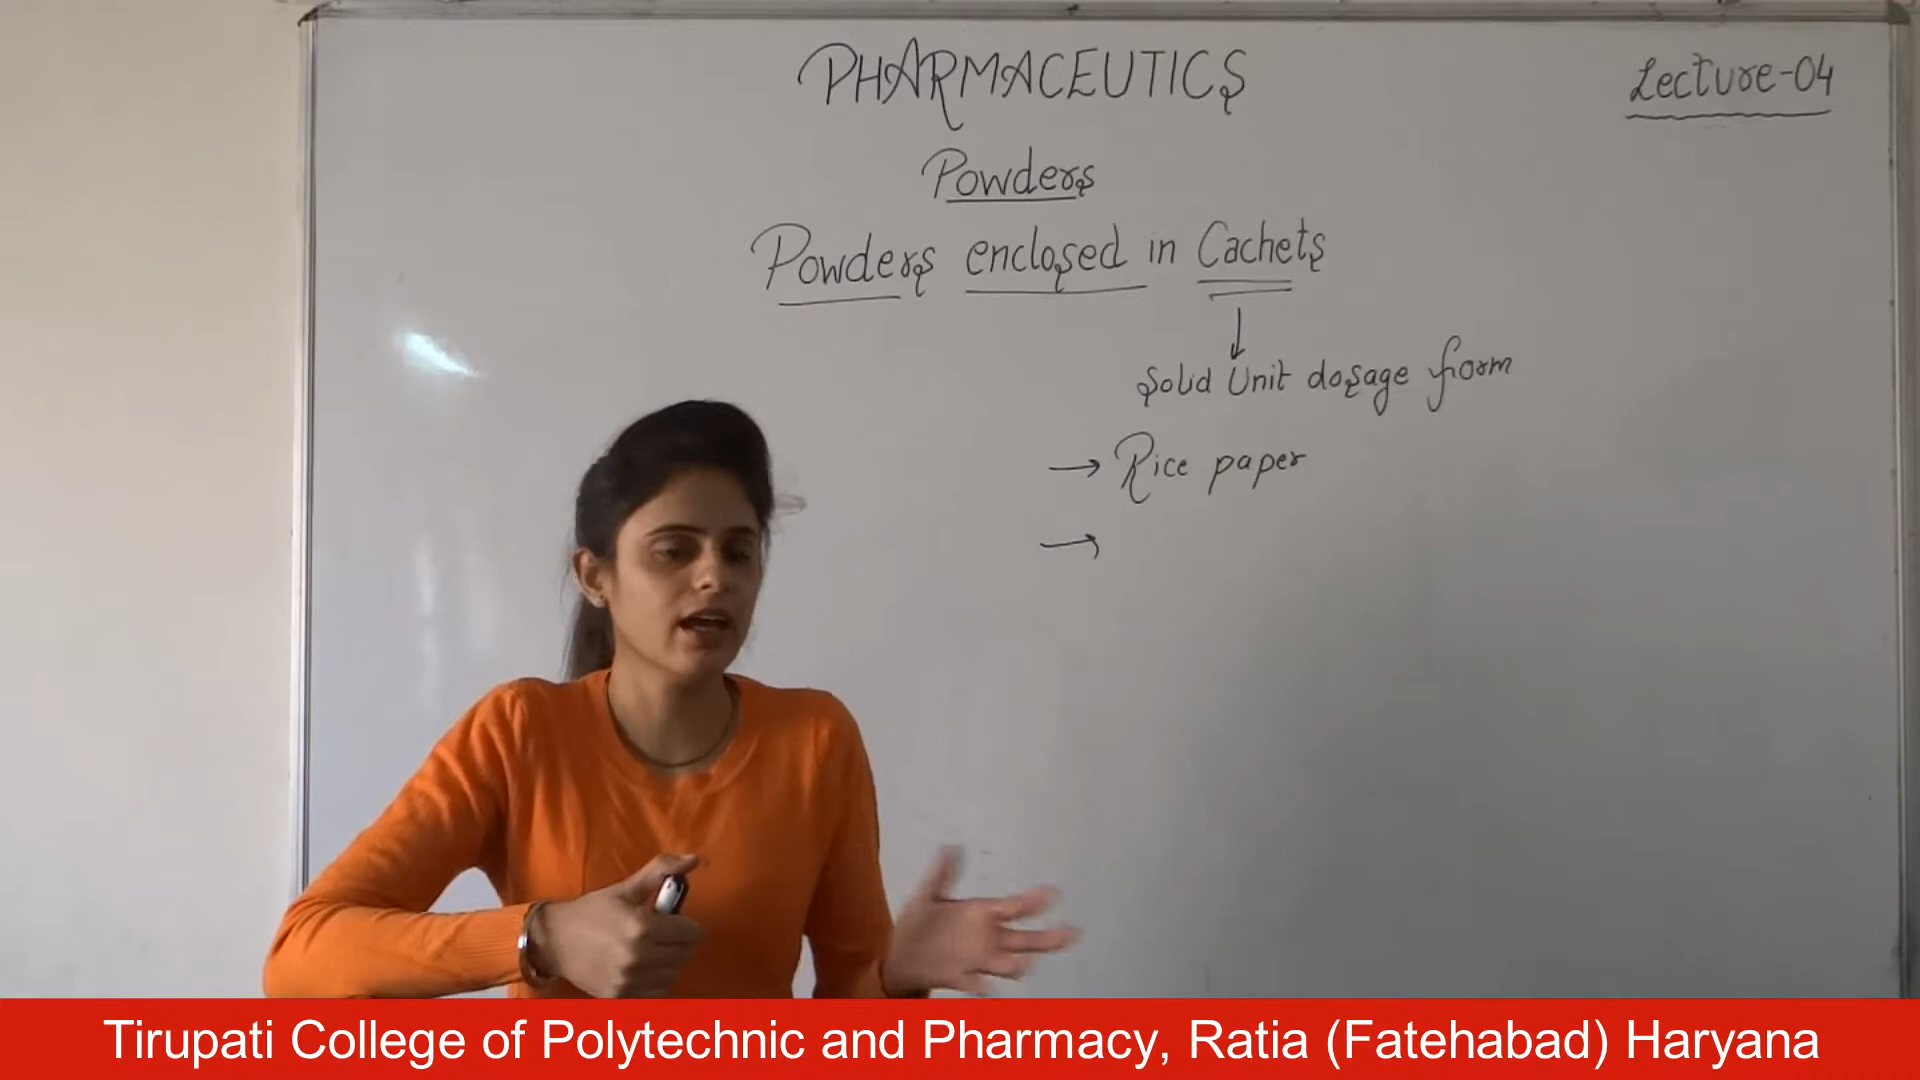 PHARMACEUTICS
Lecture-04
Powders
Powders enclosed in Cachets
↓
Solid Unit dosage form
→ Rice paper
→
Tirupati College of Polytechnic and Pharmacy, Ratia (Fatehabad) Haryana